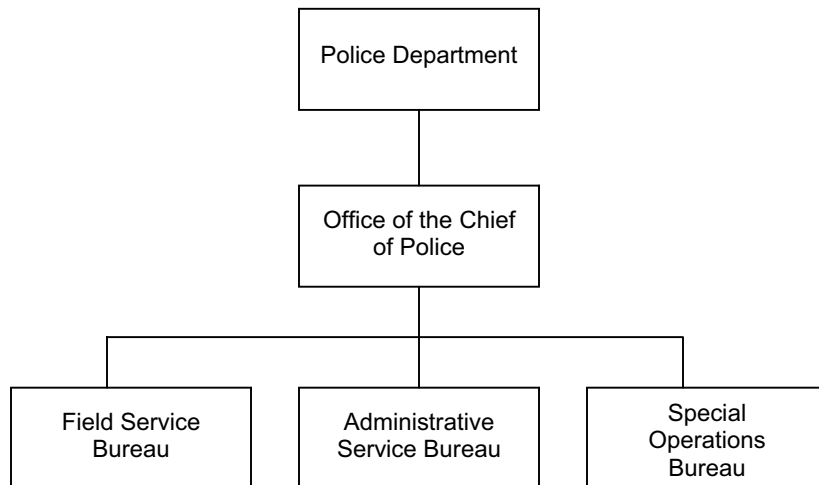 Police Department
Office of the Chief
of Police
Field Service
Bureau
Administrative
Service Bureau
Special
Operations
Bureau